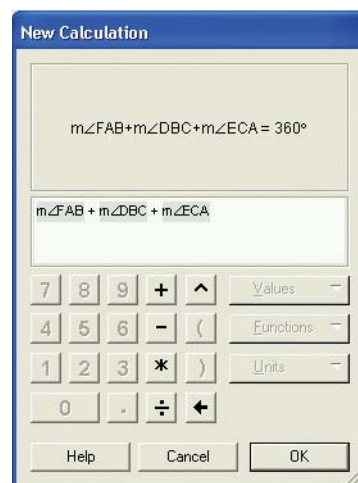 New Calculation
m∠FAB+m∠DBC+m∠ECA = 360°
m∠FAB + m∠DBC + m∠ECA
7 8 9 + ^ Values
4 5 6 - ( Functions
1 2 3 * ) Units
0 . ÷ ←
Help Cancel OK